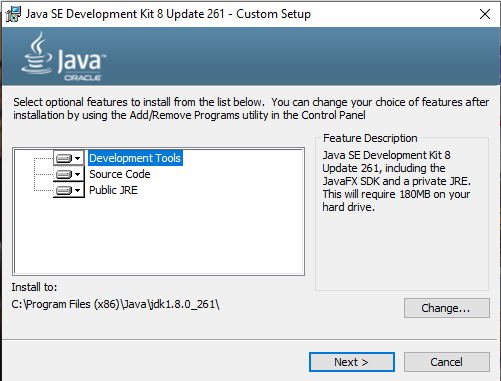 Java SE Development Kit 8 Update 261 - Custom Setup
Java
ORACLE
Select optional features to install from the list below. You can change your choice of features after
installation by using the Add/Remove Programs utility in the Control Panel
Development Tools
Source Code
Public JRE
Feature Description
Java SE Development Kit 8
Update 261, including the
JavaFX SDK and a private JRE.
This will require 180MB on your
hard drive.
Install to:
C:\Program Files (x86)\Java\jdk1.8.0_261\
Change...
Next >
Cancel